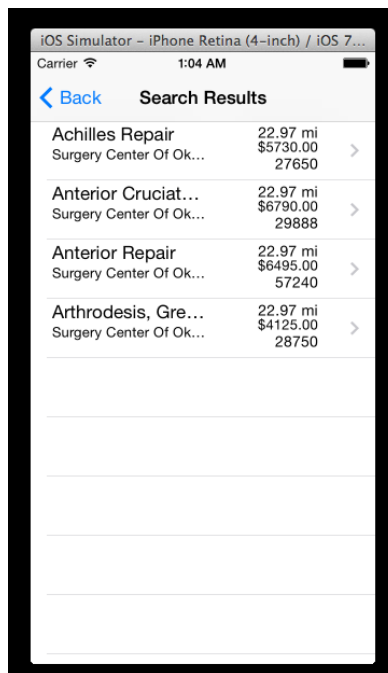 iOS Simulator – iPhone Retina (4-inch) / iOS 7...
Carrier 1:04 AM
Back Search Results
Achilles Repair 22.97 mi
Surgery Center Of Ok... $5730.00
27650
Anterior Cruciat... 22.97 mi
Surgery Center Of Ok... $6790.00
29888
Anterior Repair 22.97 mi
Surgery Center Of Ok... $6495.00
57240
Arthrodesis, Gre... 22.97 mi
Surgery Center Of Ok... $4125.00
28750